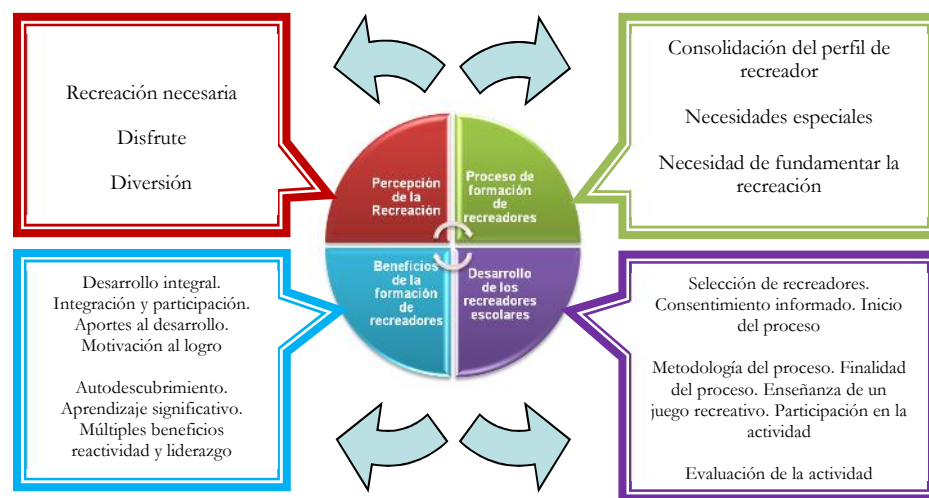 Recreación necesaria
Disfrute
Diversión
Consolidación del perfil de
recreador
Necesidades especiales
Necesidad de fundamentar la
recreación
Percepción
de la
Recreación
Proceso de
formación
de
recreadores
Beneficios
de la
formación
de
recreadores
Desarrollo
de los
recreadores
escolares
Desarrollo integral.
Integración y participación.
Aportes al desarrollo.
Motivación al logro
Autodescubrimiento.
Aprendizaje significativo.
Múltiples beneficios
reactividad y liderazgo
Selección de recreadores.
Consentimiento informado. Inicio
del proceso
Metodología del proceso. Finalidad
del proceso. Enseñanza de un
juego recreativo. Participación en la
actividad
Evaluación de la actividad